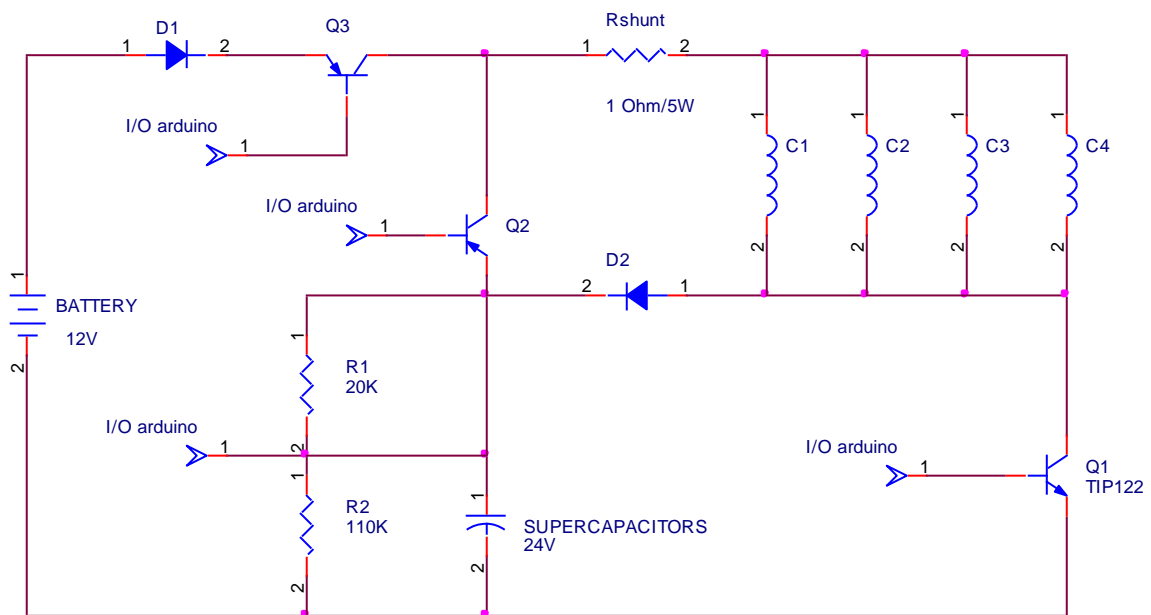 D1
Q3
Rshunt
1
2
1
2
1 Ohm/5W
I/O arduino
1
1
C1
1
C2
1
C3
1
C4
I/O arduino
1
Q2
2
2
2
2
D2
2
1
1
BATTERY
12V
2
1
R1
20K
2
I/O arduino
1
I/O arduino
1
Q1
TIP122
1
R2
110K
2
1
SUPERCAPACITORS
24V
2